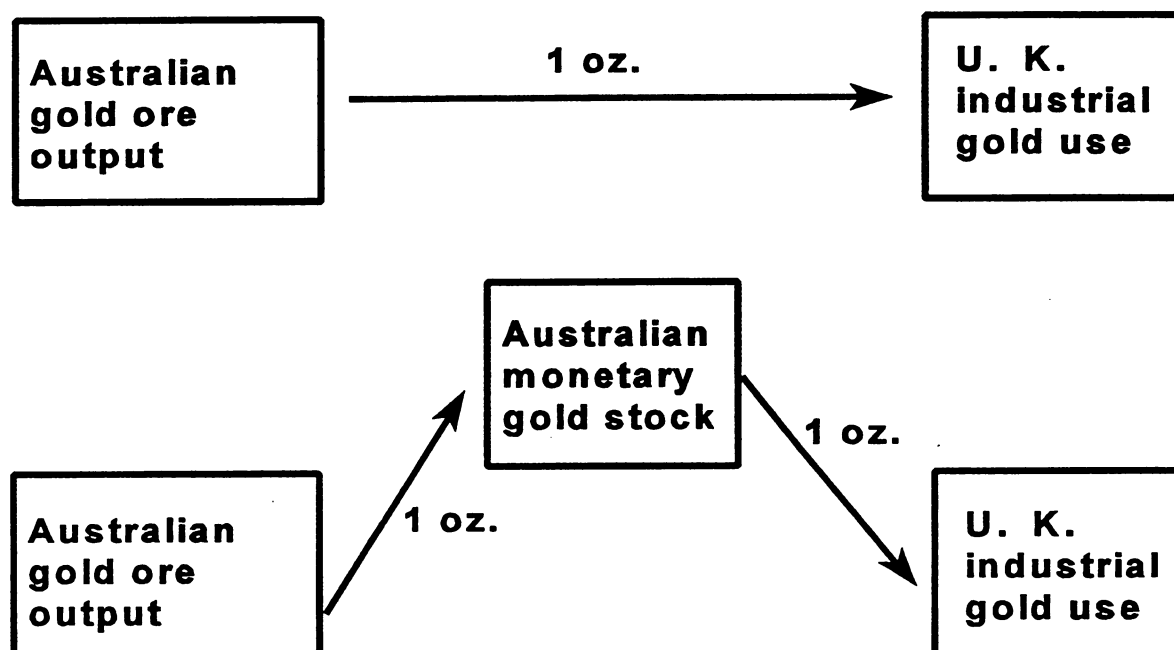 Australian
gold ore
output
1 oz.
U. K.
industrial
gold use
Australian
monetary
gold stock
1 oz.
1 oz.
Australian
gold ore
output
U. K.
industrial
gold use